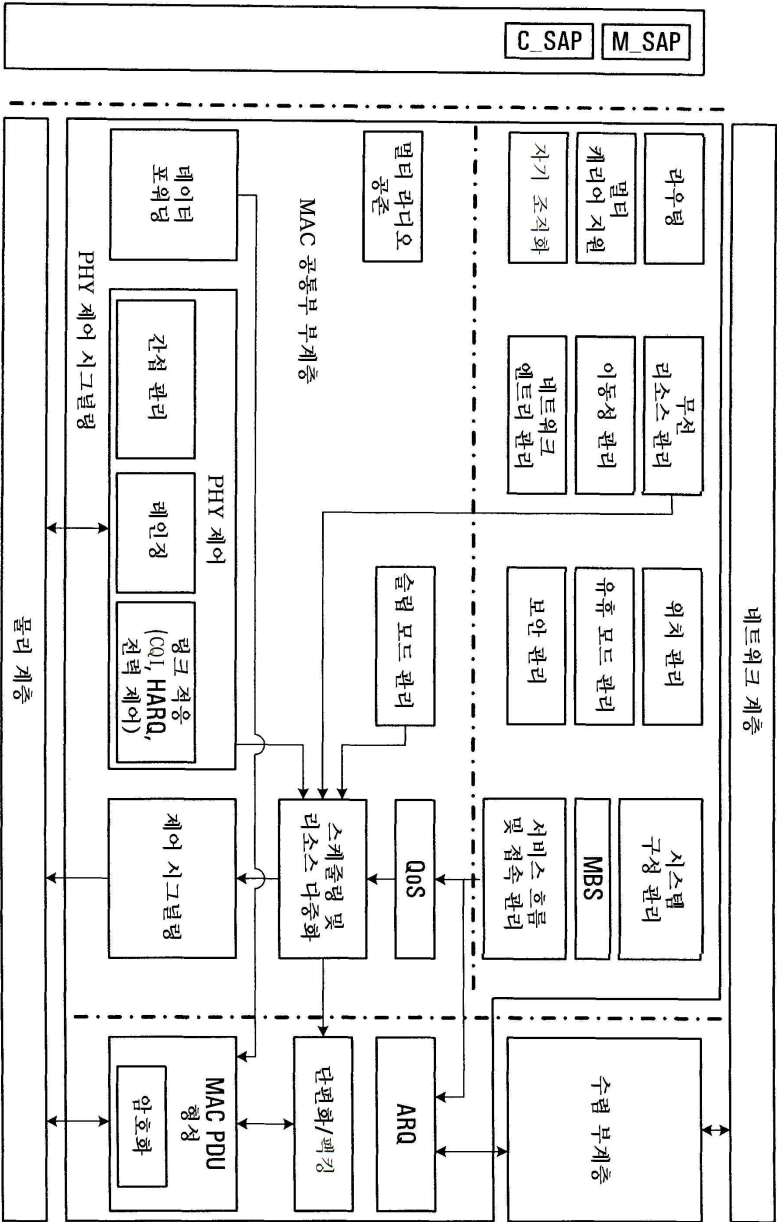 네트워크 계층
C_SAP
M_SAP
라우팅
멀티
캐리어 지원
자기 조직화
무선
리소스 관리
이동성 관리
네트워크
엔트리 관리
위치 관리
유휴 모드 관리
보안 관리
시스템
구성 관리
MBS
서비스 흐름
및 접속 관리
수렴 부계층
멀티 라디오
공존
MAC 공통부 부계층
슬립 모드 관리
QoS
스케줄링 및
리소스 다중화
ARQ
단편화/팩킹
데이터
포워딩
PHY 제어
간섭 관리
레인징
링크 적응
(CQI, HARQ,
전력 제어)
PHY 제어 시그널링
제어 시그널링
MAC PDU
형성
암호화
물리 계층